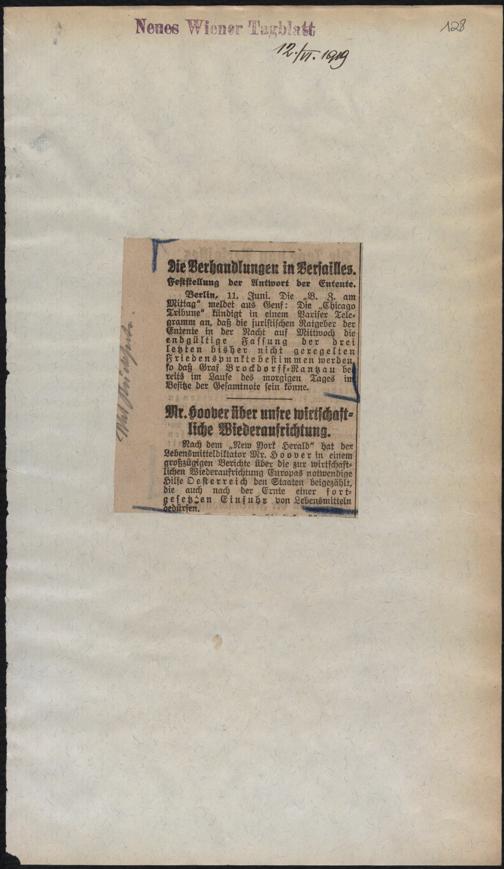 Neues Wiener Tagblatt
128
12./VI. 1919
Die Verhandlungen in Versailles.
Feststellung der Antwort der Entente.
Berlin, 11. Juni. Die „B. Z. am
Mittag“ meldet aus Genf: Die „Chicago
Tribune“ kündigt in einem Pariser Tele-
gramm an, daß die juristischen Ratgeber der
Entente in der Nacht auf Mittwoch die
endgültige Fassung der drei
letzten bisher nicht geregelten
Friedenspunkte bestimmen werden,
so daß Graf Brockdorff-Rantzau be-
reits im Laufe des morgigen Tages im
Besitze der Gesamtnote sein könne.
Mr. Hoover über unsre wirtschaft-
liche Wiederaufrichtung.
Nach dem „New York Herald“ hat der
Lebensmitteldiktator Mr. Hoover in einem
großzügigen Berichte über die zur wirtschaft-
lichen Wiederaufrichtung Europas notwendige
Hilfe Oesterreich den Staaten beigezählt,
die auch nach der Ernte einer fort-
gesetzten Einfuhr von Lebensmitteln
bedürfen.